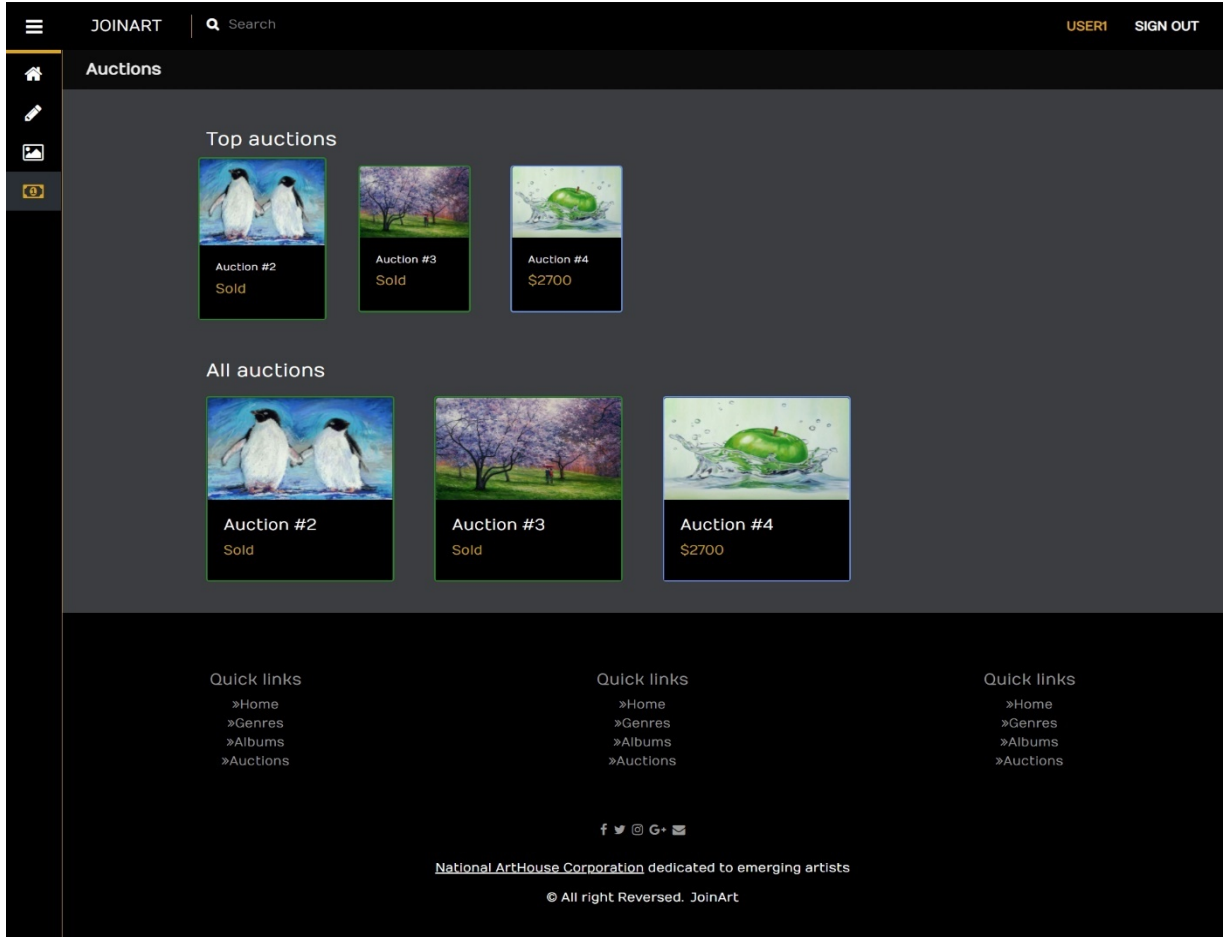 JOINART
Search
USER1
SIGN OUT
Auctions
Top auctions
Auction #2
Sold
Auction #3
Sold
Auction #4
$2700
All auctions
Auction #2
Sold
Auction #3
Sold
Auction #4
$2700
Quick links
»Home
»Genres
»Albums
»Auctions
Quick links
»Home
»Genres
»Albums
»Auctions
Quick links
»Home
»Genres
»Albums
»Auctions
National ArtHouse Corporation dedicated to emerging artists
© All right Reversed. JoinArt